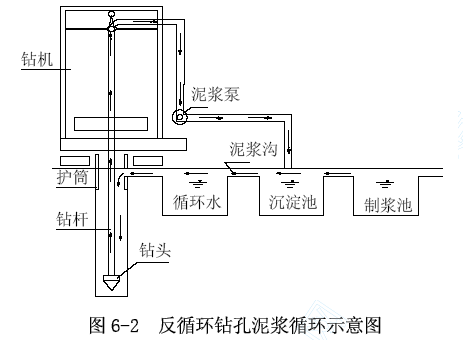 钻机
泥浆泵
泥浆沟
护筒
循环水
沉淀池
制浆池
钻杆
钻头
图 6-2 反循环钻孔泥浆循环示意图